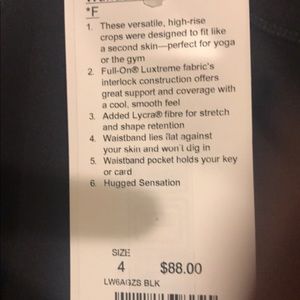 *F
1. These versatile, high-rise
crops were designed to fit like
a second skin—perfect for yoga
or the gym
2. Full-On® Luxtreme fabric's
interlock construction offers
great support and coverage with
a cool, smooth feel
3. Added Lycra® fibre for stretch
and shape retention
4. Waistband lies flat against
your skin and won't dig in
5. Waistband pocket holds your key
or card
6. Hugged Sensation
SIZE
4 $88.00
LW6AGZS BLK